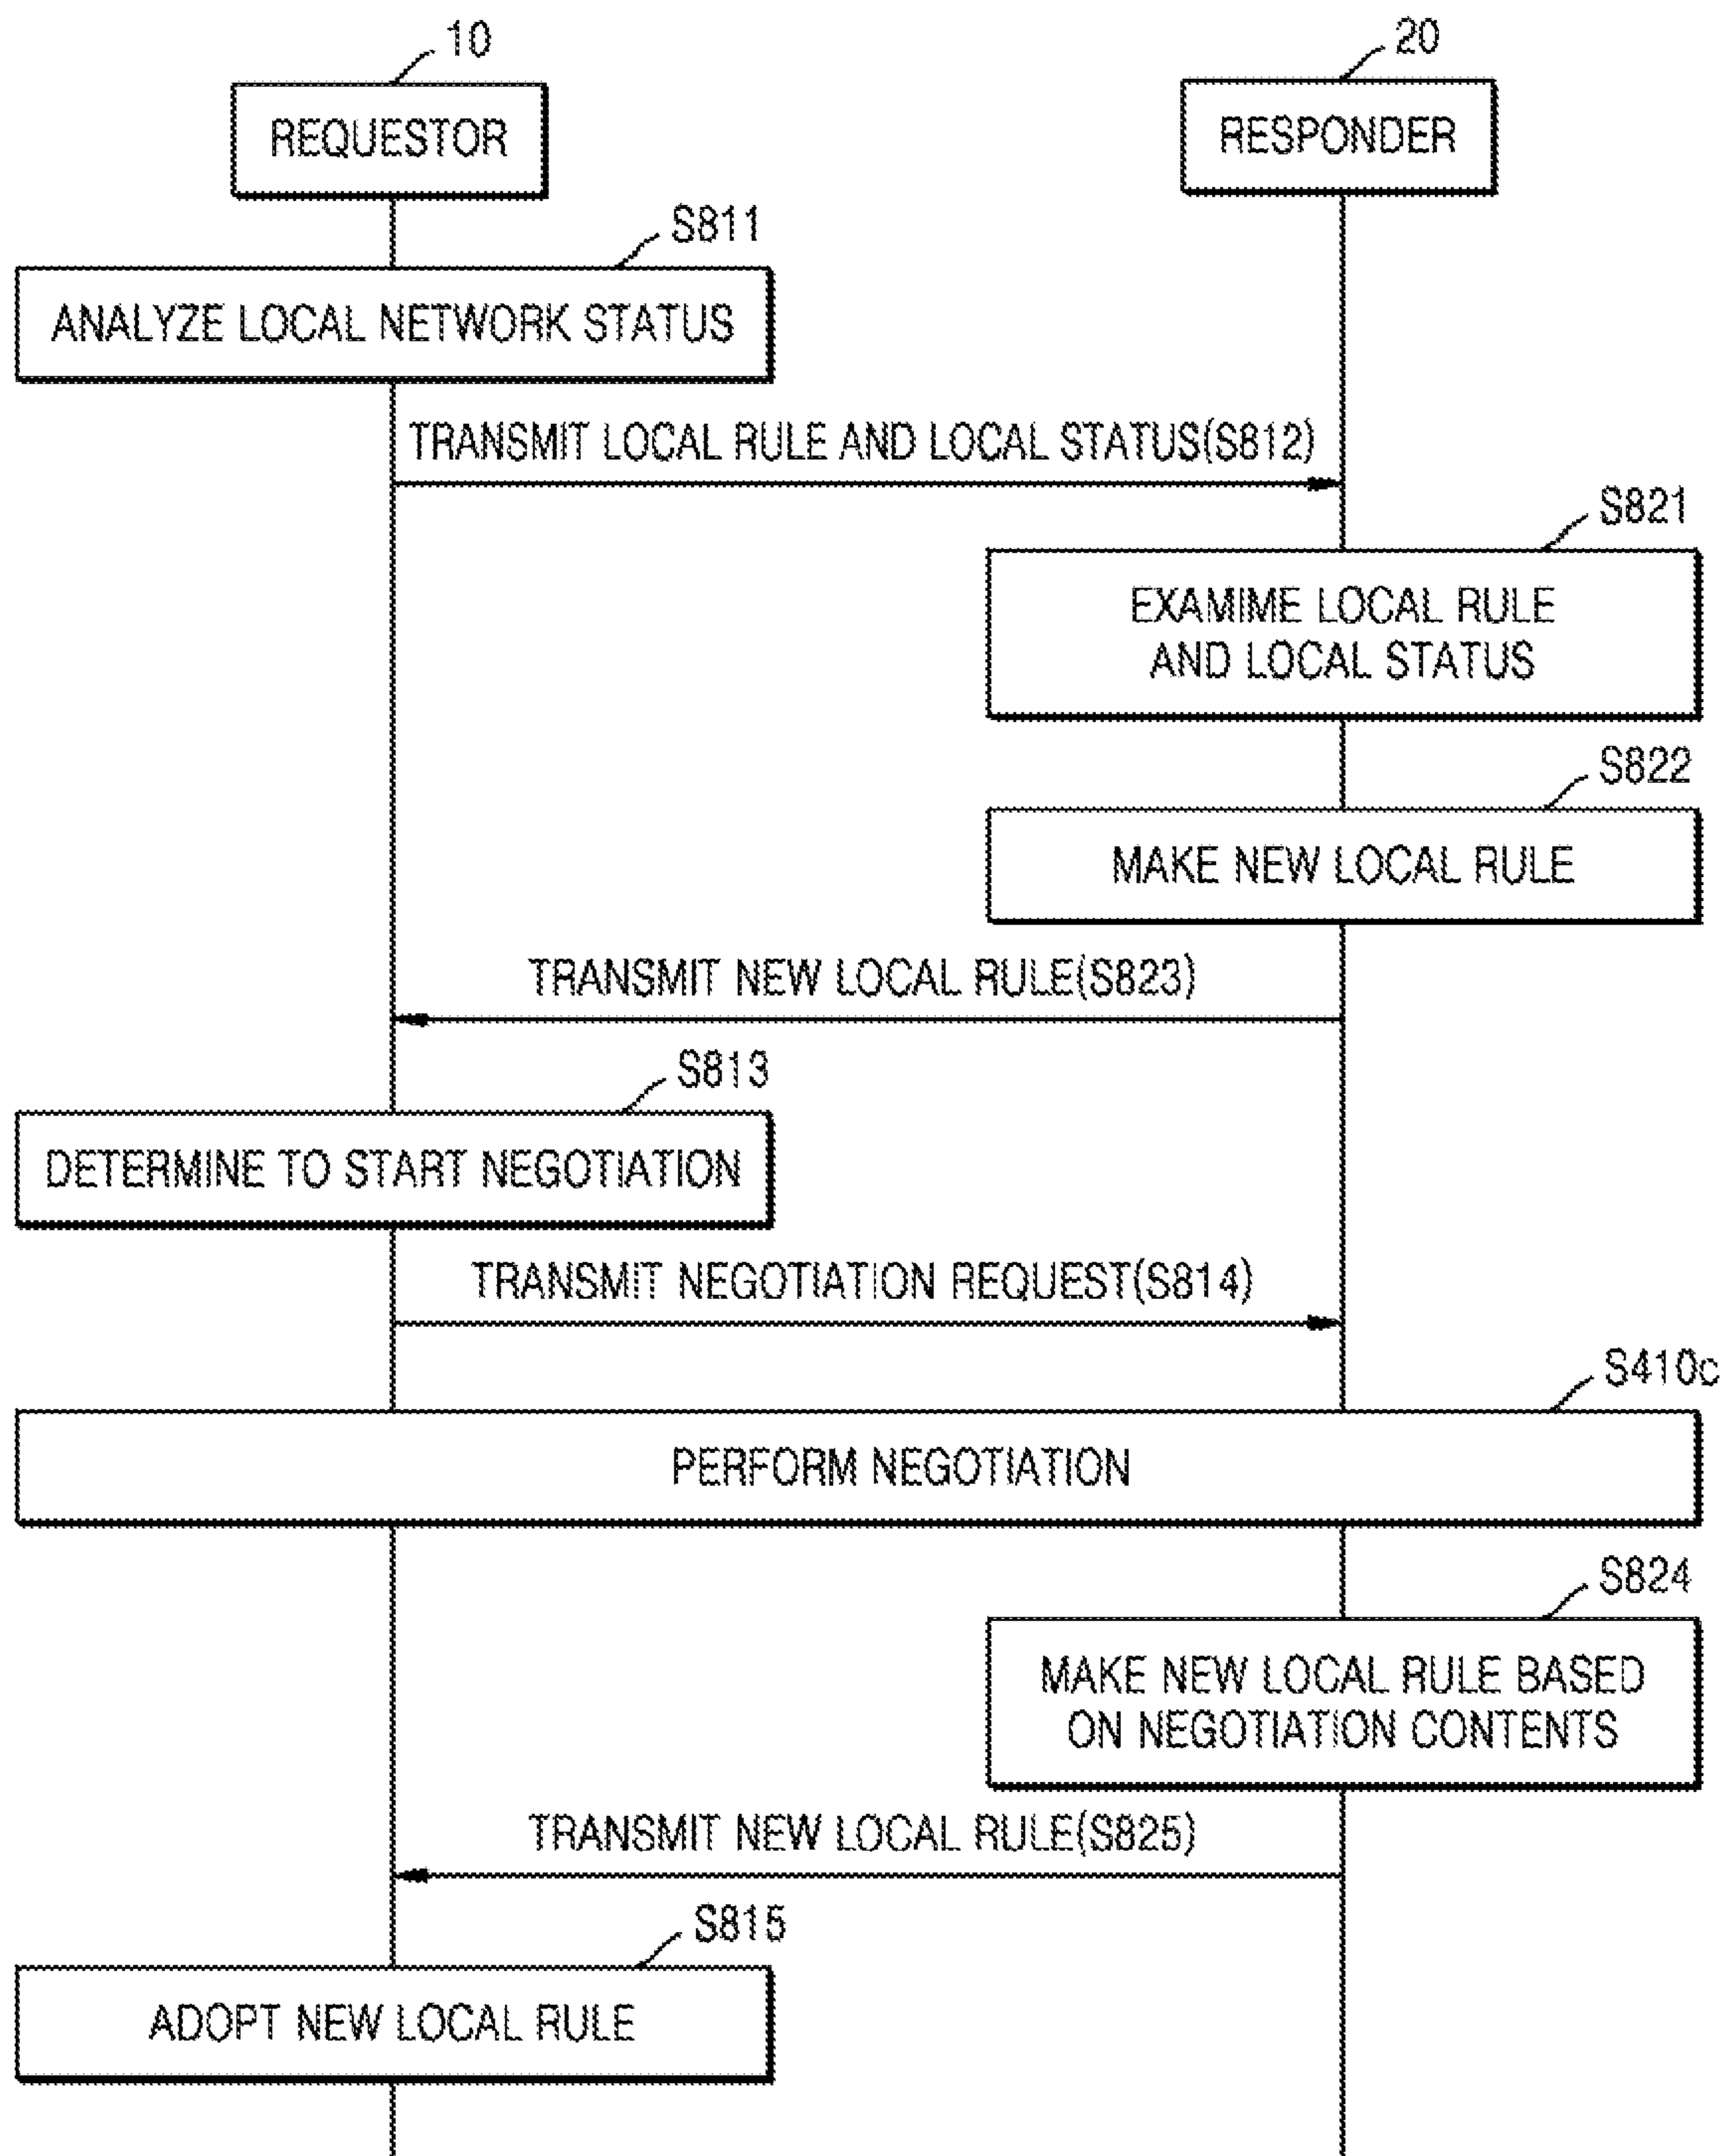 10
20
REQUESTOR
RESPONDER
S811
ANALYZE LOCAL NETWORK STATUS
TRANSMIT LOCAL RULE AND LOCAL STATUS(S812)
S821
EXAMIME LOCAL RULE
AND LOCAL STATUS
S822
MAKE NEW LOCAL RULE
TRANSMIT NEW LOCAL RULE(S823)
S813
DETERMINE TO START NEGOTIATION
TRANSMIT NEGOTIATION REQUEST(S814)
S410c
PERFORM NEGOTIATION
S824
MAKE NEW LOCAL RULE BASED
ON NEGOTIATION CONTENTS
TRANSMIT NEW LOCAL RULE(S825)
S815
ADOPT NEW LOCAL RULE